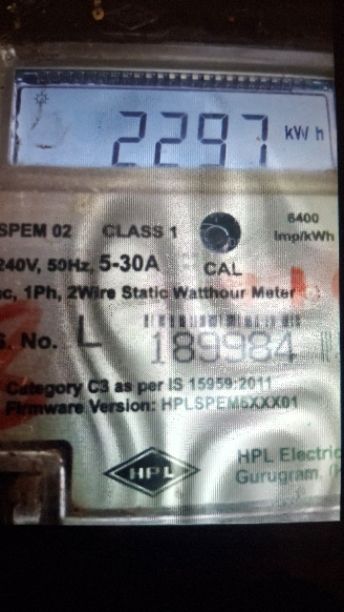 2297 kWh
SPEM 02 CLASS 1 6400 Imp/kWh
240V, 50Hz, 5-30A CAL
ac, 1Ph, 2Wire Static Watthour Meter
S. No. L 189984
Category C3 as per IS 15959:2011
Firmware Version: HPLSPEM6XXX01
HPL HPL Electric
Gurugram